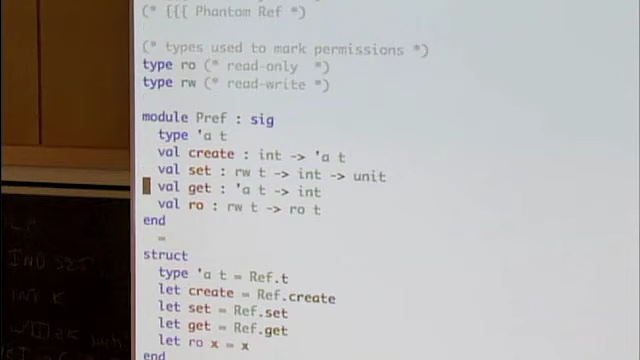 (* {{{ Phantom Ref *)
(* types used to mark permissions *)
type ro (* read-only *)
type rw (* read-write *)
module Pref : sig
type 'a t
val create : int -> 'a t
val set : rw t -> int -> unit
val get : 'a t -> int
val ro : rw t -> ro t
end
=
struct
type 'a t = Ref.t
let create = Ref.create
let set = Ref.set
let get = Ref.get
let ro x = x
end